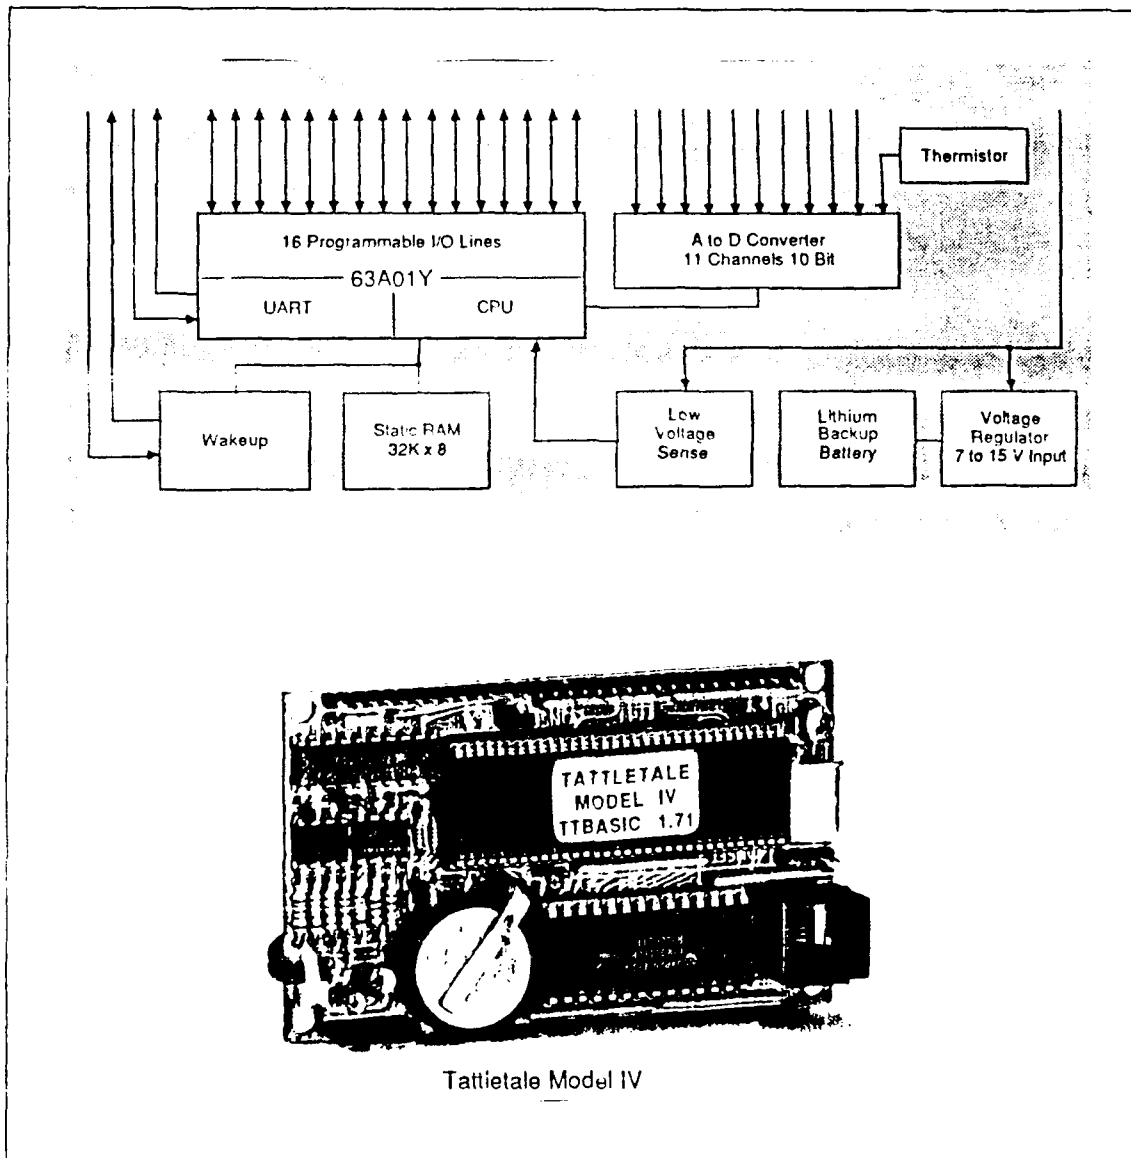 Thermistor
16 Programmable I/O Lines
A to D Converter
11 Channels 10 Bit
63A01Y
UART
CPU
Wakeup
Static RAM
32K x 8
Low
Voltage
Sense
Lithium
Backup
Battery
Voltage
Regulator
7 to 15 V Input
TATTLETALE
MODEL IV
TTBASIC 1.71
Tattletale Model IV